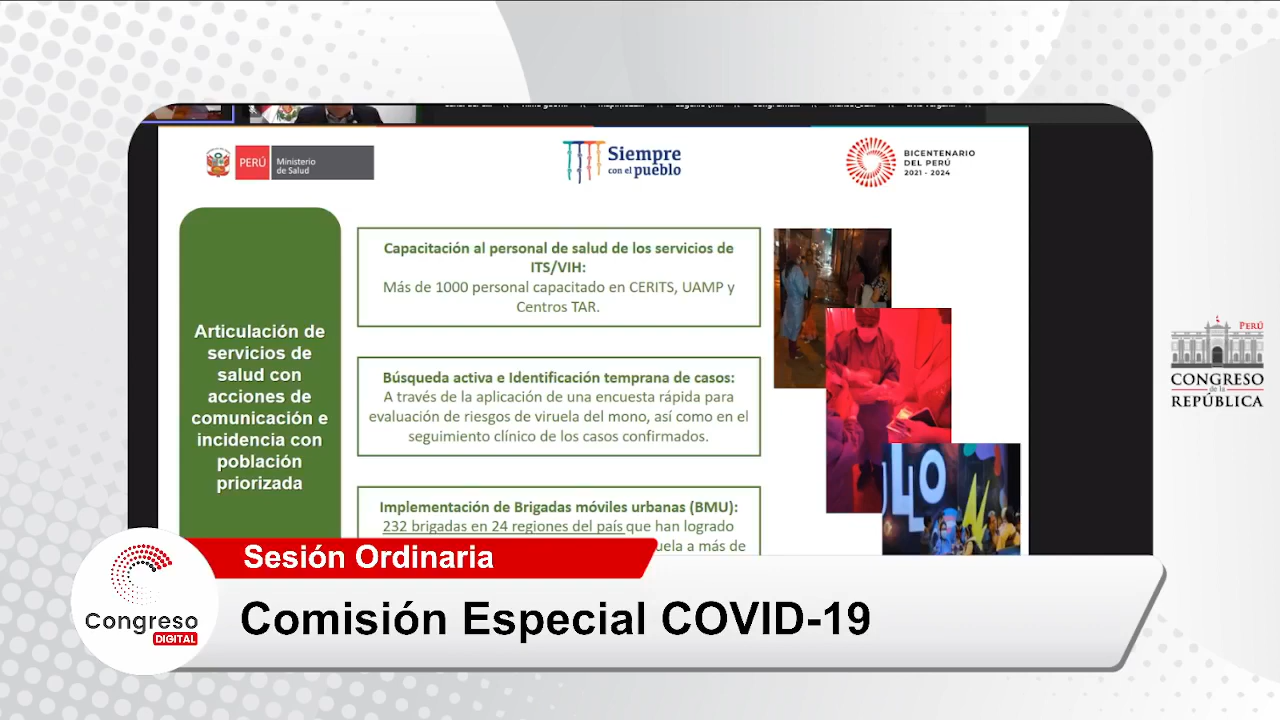 PERÚ
Ministerio
de Salud
Siempre
con el pueblo
BICENTENARIO
DEL PERÚ
2021 - 2024
Articulación de
servicios de
salud con
acciones de
comunicación e
incidencia con
población
priorizada
Capacitación al personal de salud de los servicios de
ITS/VIH:
Más de 1000 personal capacitado en CERITS, UAMP y
Centros TAR.
Búsqueda activa e Identificación temprana de casos:
A través de la aplicación de una encuesta rápida para
evaluación de riesgos de viruela del mono, así como en el
seguimiento clínico de los casos confirmados.
Implementación de Brigadas móviles urbanas (BMU):
232 brigadas en 24 regiones del país que han logrado
a más de
PERÚ
CONGRESO
de la
REPÚBLICA
Sesión Ordinaria
Comisión Especial COVID-19
Congreso
DIGITAL